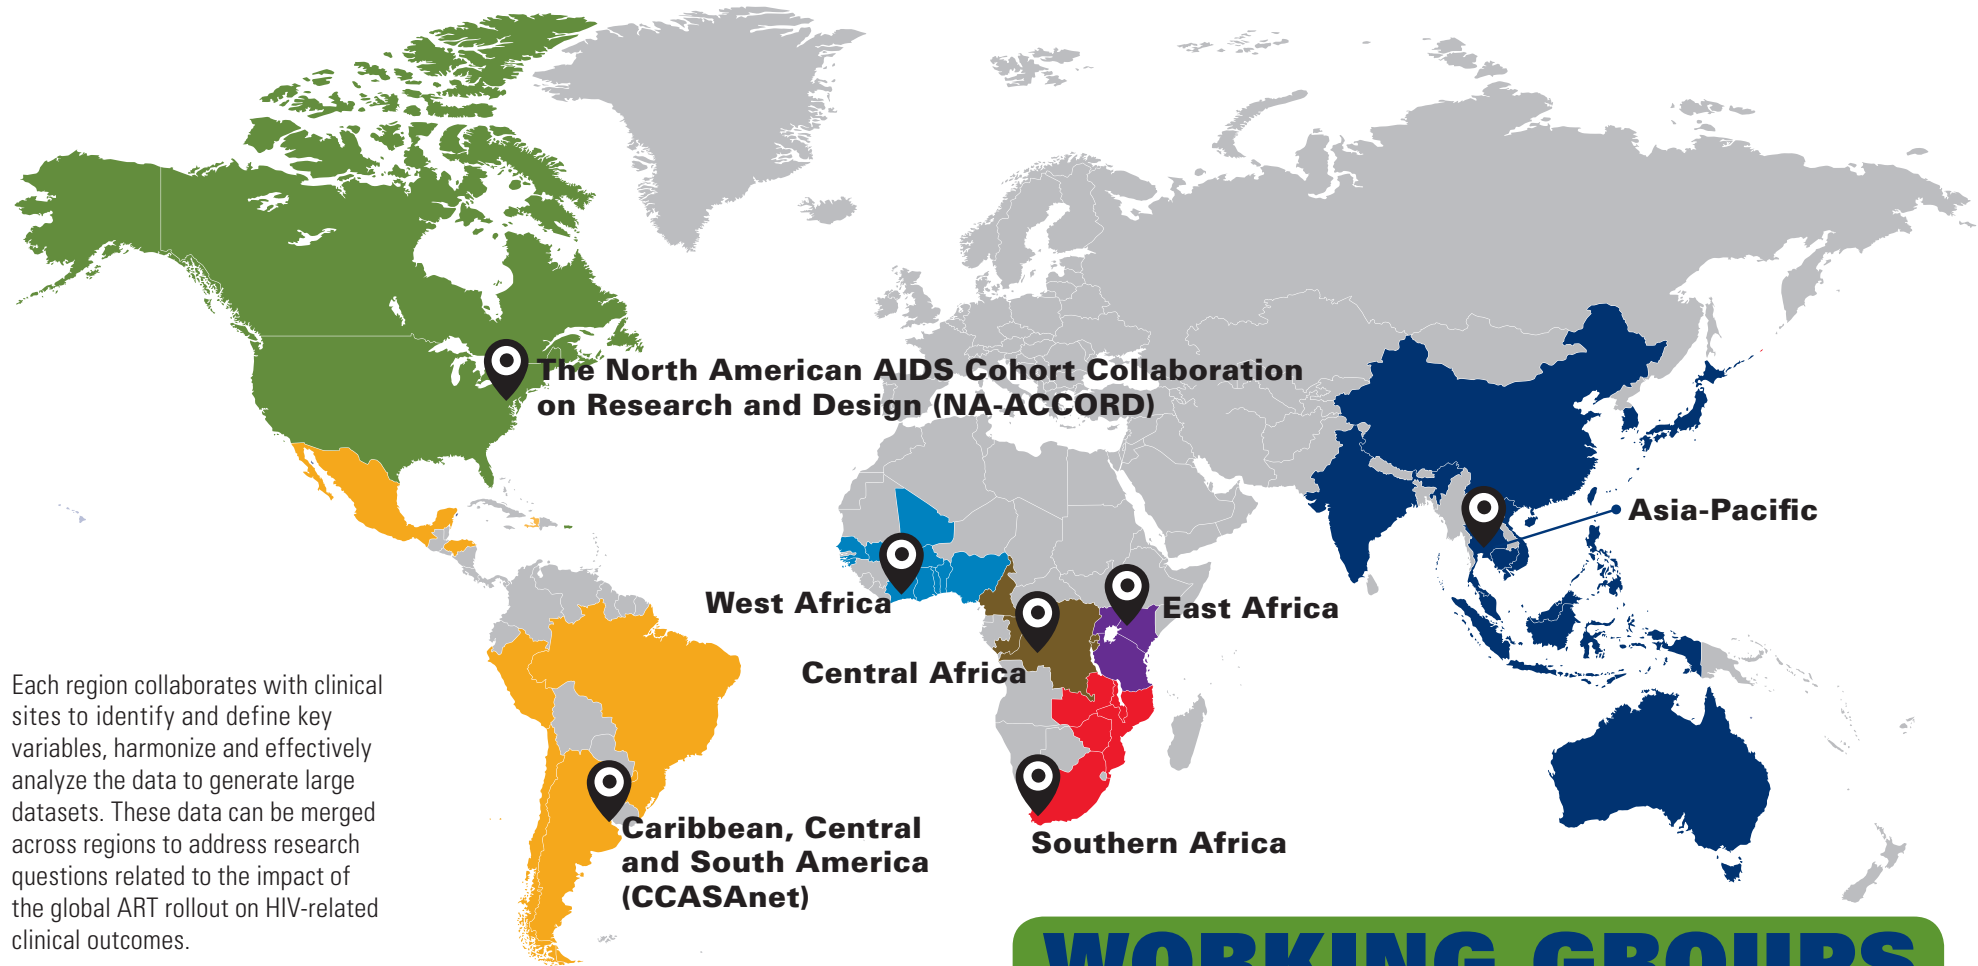 The North American AIDS Cohort Collaboration
on Research and Design (NA-ACCORD)
Asia-Pacific
West Africa
East Africa
Central Africa
Each region collaborates with clinical
sites to identify and define key
variables, harmonize and effectively
analyze the data to generate large
datasets. These data can be merged
across regions to address research
questions related to the impact of
the global ART rollout on HIV-related
clinical outcomes.
Caribbean, Central
and South America
(CCASAnet)
Southern Africa
WORKING GROUPS